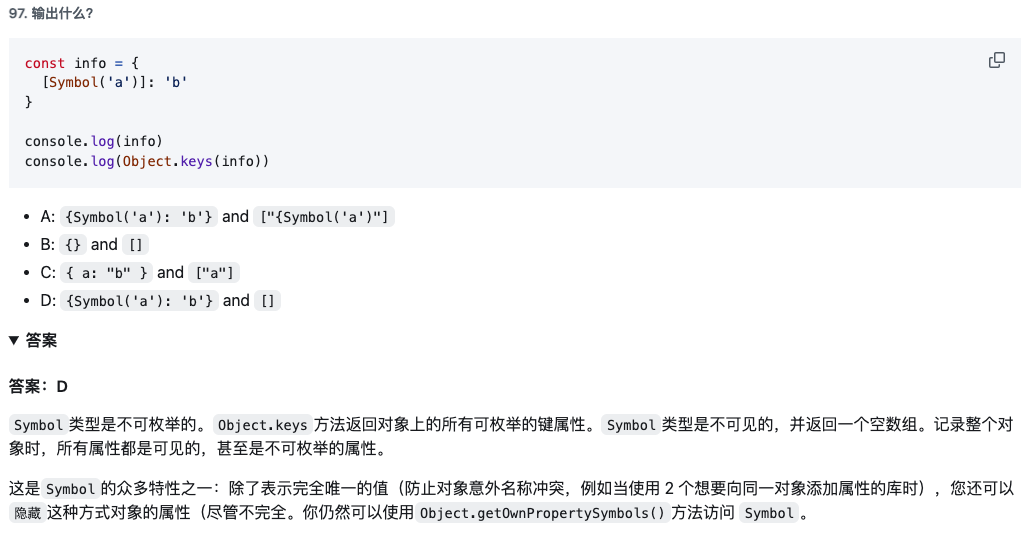 97. 输出什么?
const info = {
  [Symbol('a')]: 'b'
}
console.log(info)
console.log(Object.keys(info))
• A: {Symbol('a'): 'b'} and ["{Symbol('a')"]
• B: {} and []
• C: { a: "b" } and ["a"]
• D: {Symbol('a'): 'b'} and []
▼ 答案
答案：D
Symbol 类型是不可枚举的。Object.keys 方法返回对象上的所有可枚举的键属性。Symbol 类型是不可见的，并返回一个空数组。记录整个对
象时，所有属性都是可见的，甚至是不可枚举的属性。
这是 Symbol 的众多特性之一：除了表示完全唯一的值（防止对象意外名称冲突，例如当使用 2 个想要向同一对象添加属性的库时），您还可以
隐藏 这种方式对象的属性（尽管不完全。你仍然可以使用 Object.getOwnPropertySymbols() 方法访问 Symbol。